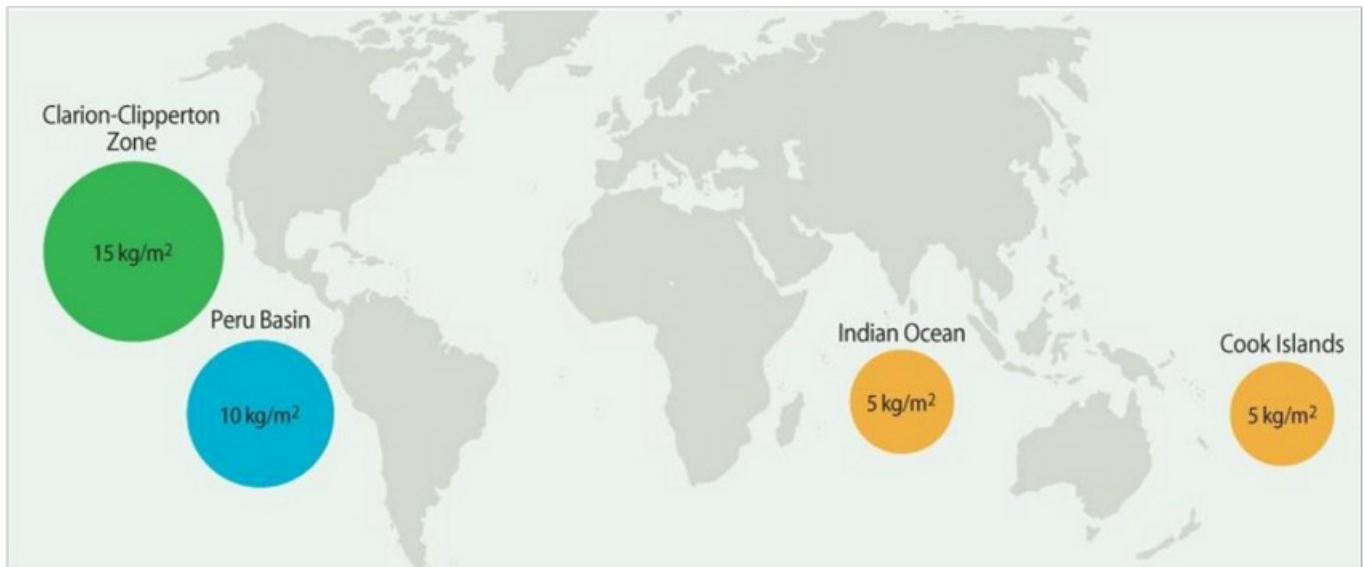 Clarion-Clipperton
Zone
15 kg/m²
Peru Basin
10 kg/m²
Indian Ocean
5 kg/m²
Cook Islands
5 kg/m²